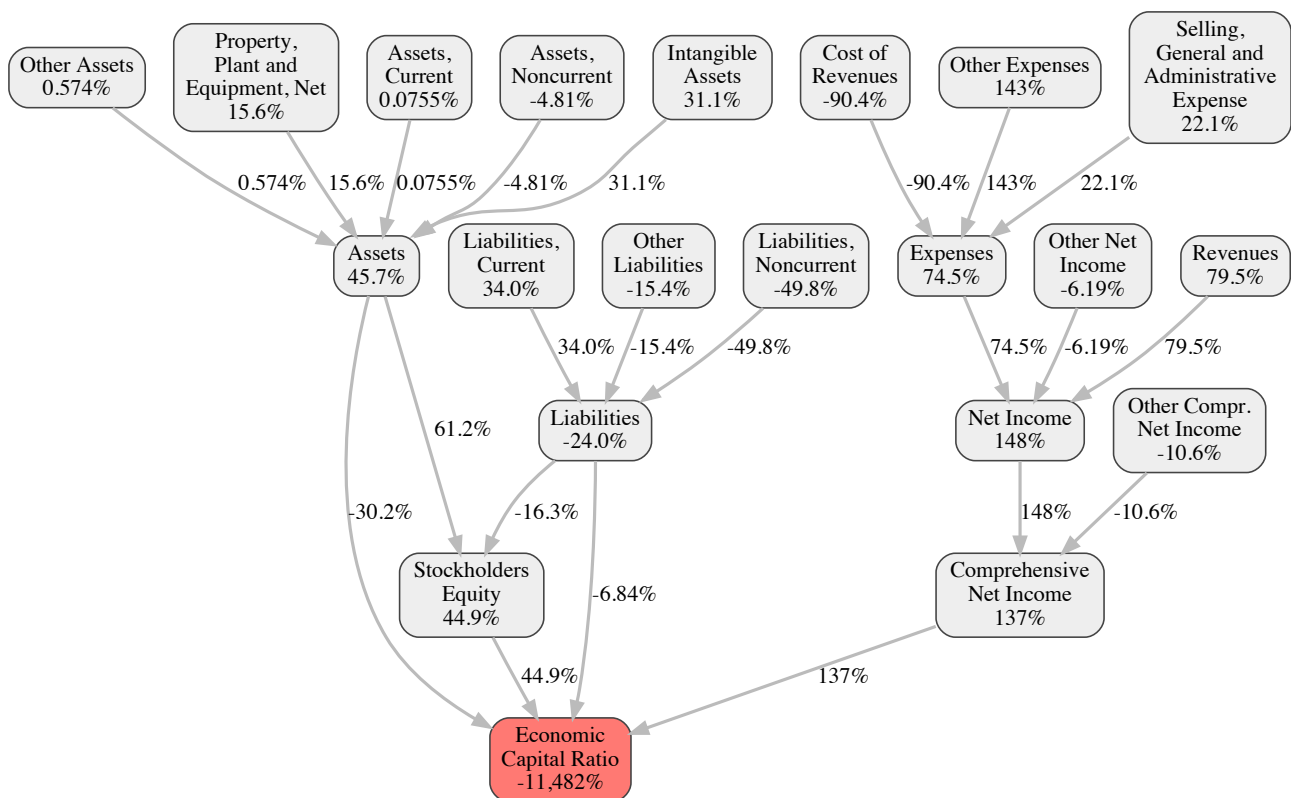 Other Assets
0.574%
Property,
Plant and
Equipment, Net
15.6%
Assets,
Current
0.0755%
Assets,
Noncurrent
-4.81%
Intangible
Assets
31.1%
Cost of
Revenues
-90.4%
Other Expenses
143%
Selling,
General and
Administrative
Expense
22.1%
0.574%
15.6%
0.0755%
-4.81%
31.1%
-90.4%
143%
22.1%
Assets
45.7%
Liabilities,
Current
34.0%
Other
Liabilities
-15.4%
Liabilities,
Noncurrent
-49.8%
Expenses
74.5%
Other Net
Income
-6.19%
Revenues
79.5%
34.0%
-15.4%
-49.8%
74.5%
-6.19%
79.5%
61.2%
Liabilities
-24.0%
Net Income
148%
Other Compr.
Net Income
-10.6%
-30.2%
-16.3%
148%
-10.6%
Stockholders
Equity
44.9%
-6.84%
Comprehensive
Net Income
137%
44.9%
137%
Economic
Capital Ratio
-11,482%